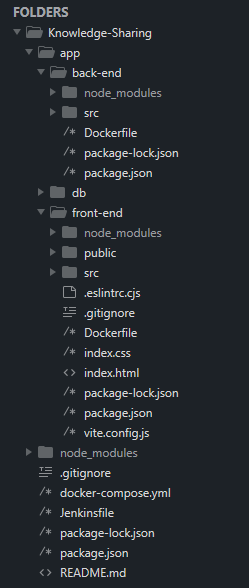 FOLDERS
Knowledge-Sharing
app
back-end
node_modules
src
Dockerfile
package-lock.json
package.json
db
front-end
node_modules
public
src
.eslintrc.cjs
.gitignore
Dockerfile
index.css
index.html
package-lock.json
package.json
vite.config.js
node_modules
.gitignore
docker-compose.yml
Jenkinsfile
package-lock.json
package.json
README.md